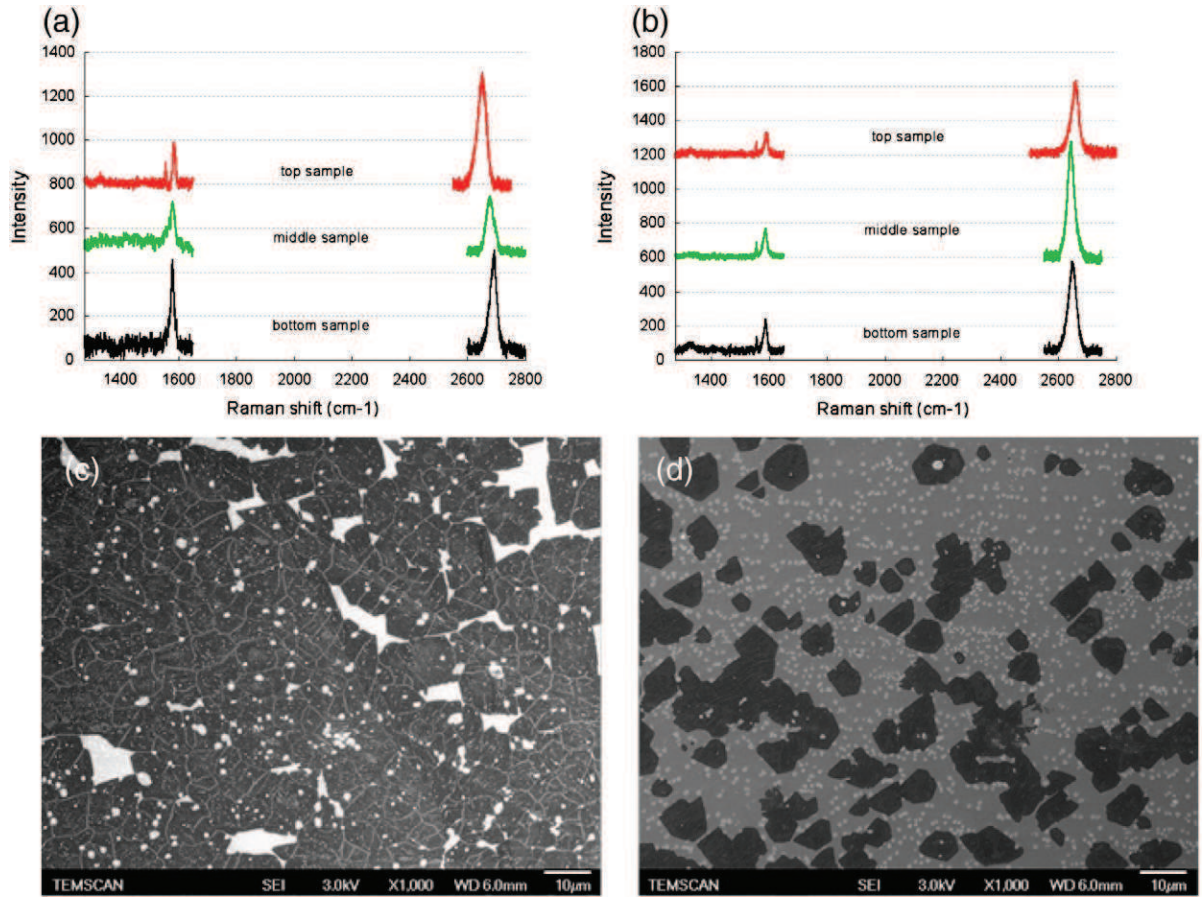 (a)
1400
1200
1000
800
600
400
200
0
Intensity
top sample
middle sample
bottom sample
1400 1600 1800 2000 2200 2400 2600 2800
Raman shift (cm-1)
(b)
1800
1600
1400
1200
1000
800
600
400
200
0
Intensity
top sample
middle sample
bottom sample
1400 1600 1800 2000 2200 2400 2600 2800
Raman shift (cm-1)
(c)
TEMSCAN SEI 3.0kV X1,000 WD 6.0mm 10μm
(d)
TEMSCAN SEI 3.0kV X1,000 WD 6.0mm 10μm